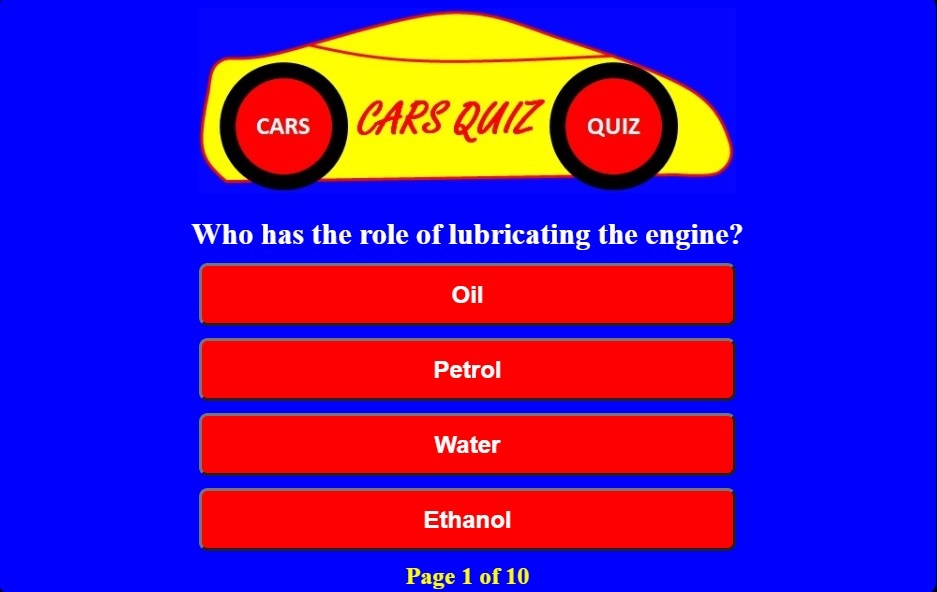 CARS CARS QUIZ QUIZ
Who has the role of lubricating the engine?
Oil
Petrol
Water
Ethanol
Page 1 of 10